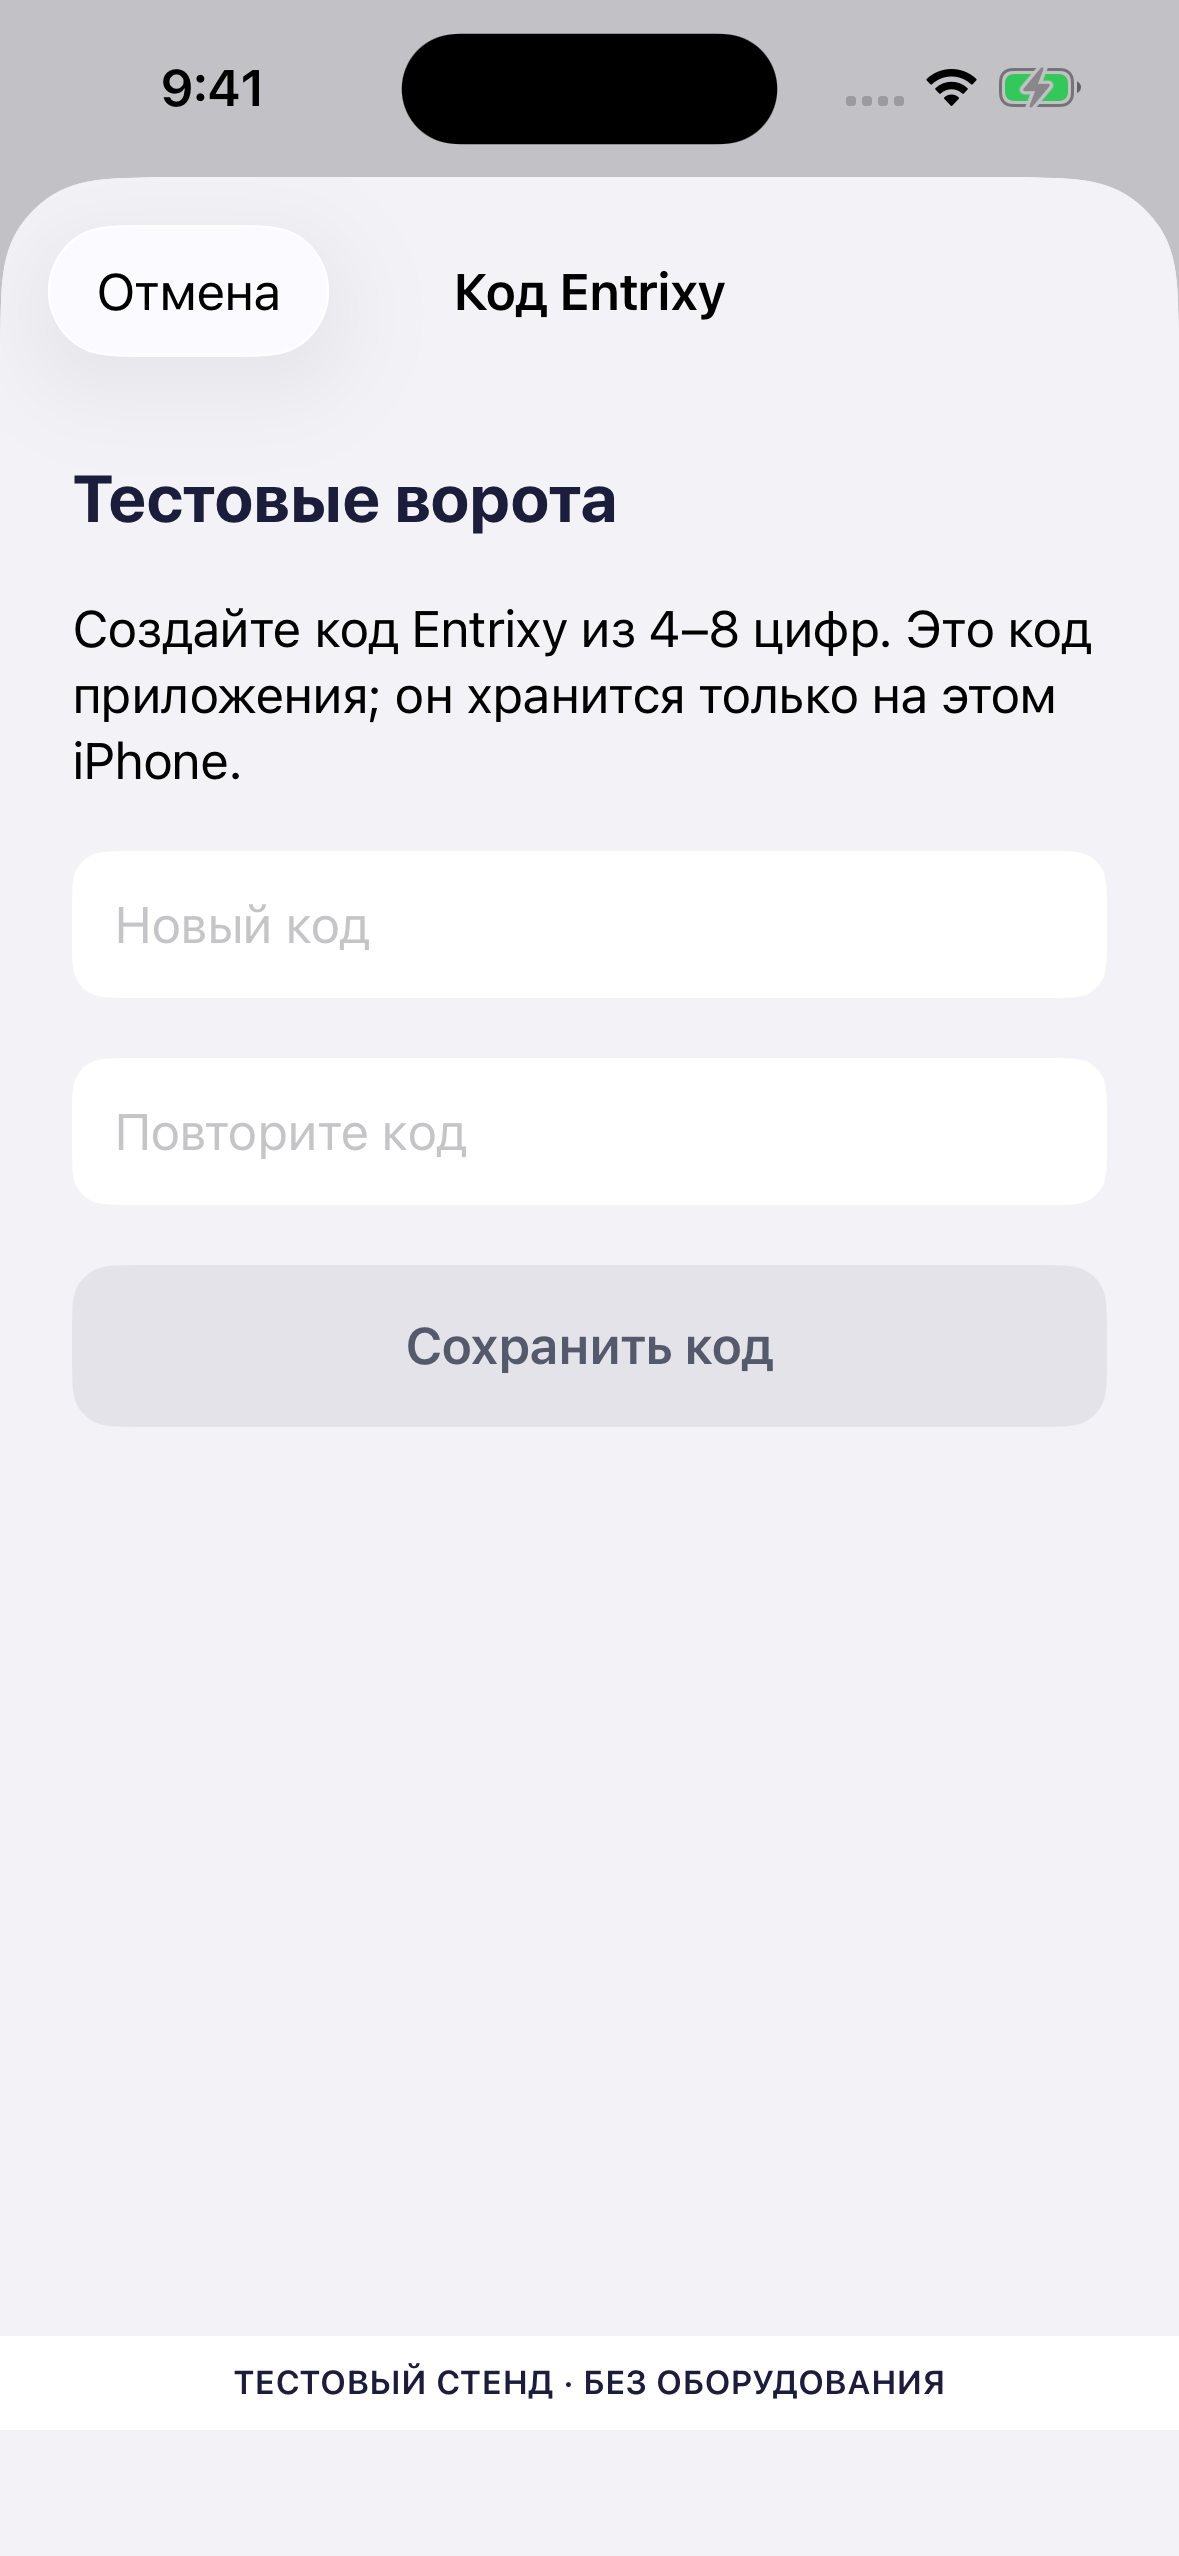 9:41
Отмена
Код Entrixy
Тестовые ворота
Создайте код Entrixy из 4–8 цифр. Это код
приложения; он хранится только на этом
iPhone.
Новый код
Повторите код
Сохранить код
ТЕСТОВЫЙ СТЕНД · БЕЗ ОБОРУДОВАНИЯ